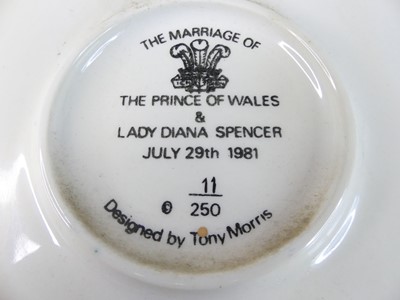 THE MARRIAGE OF
THE PRINCE OF WALES
&
LADY DIANA SPENCER
JULY 29th 1981
11
250
Designed by Tony Morris